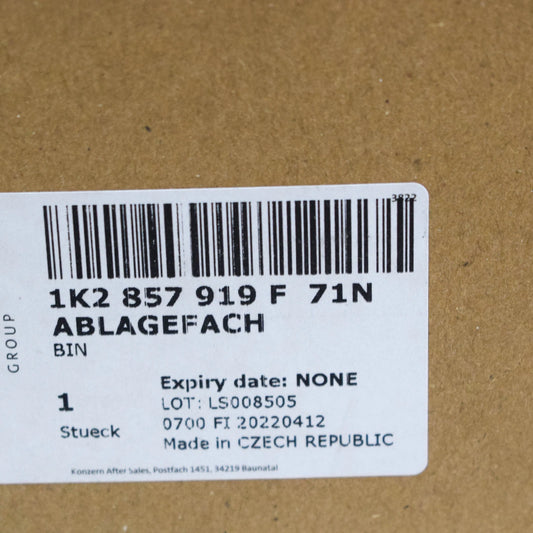 3822
1K2 857 919 F 71N
ABLAGEFACH
BIN
GROUP
1
Stueck
Expiry date: NONE
LOT: LS008505
0700 FI 20220412
Made in CZECH REPUBLIC
Konzern After Sales, Postfach 1451, 34219 Baunatal